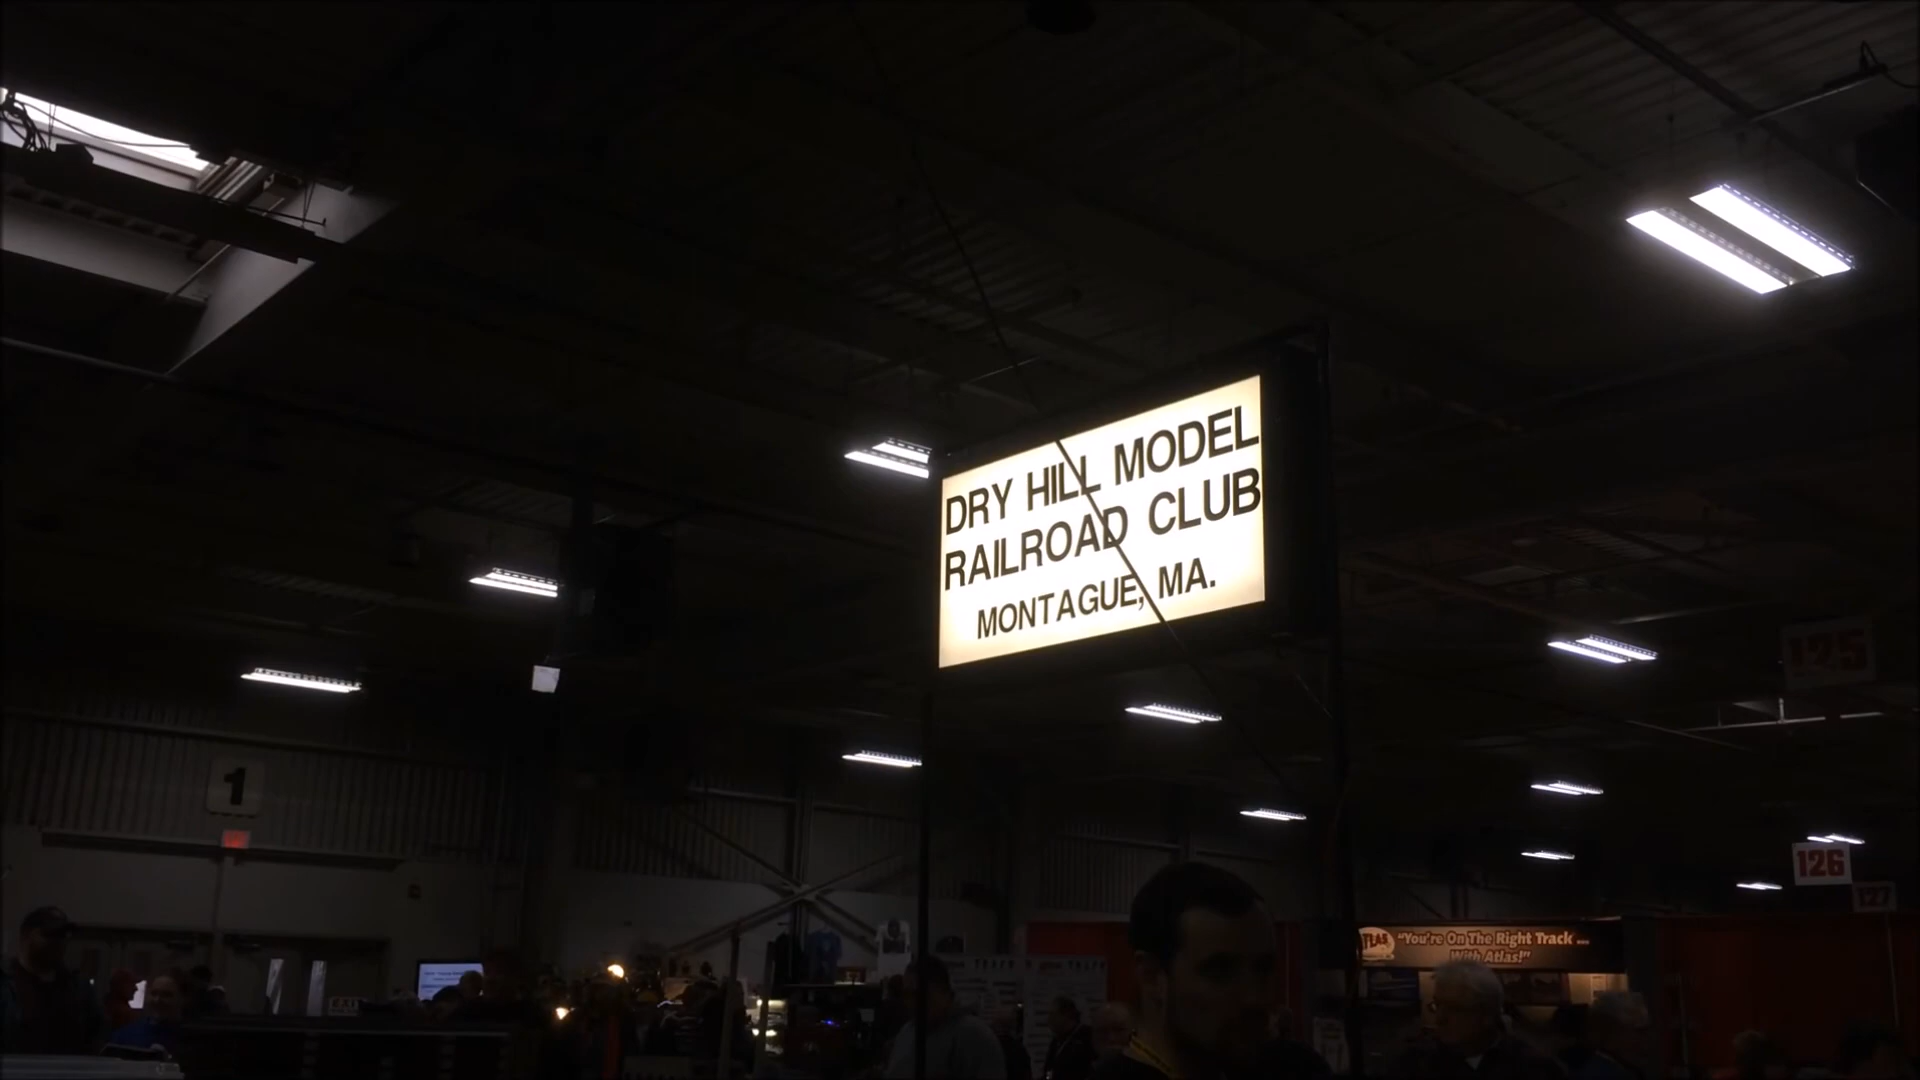 DRY HILL MODEL
RAILROAD CLUB
MONTAGUE, MA.
125
1
126
127
"You're On The Right Track ...
With Atlas!"